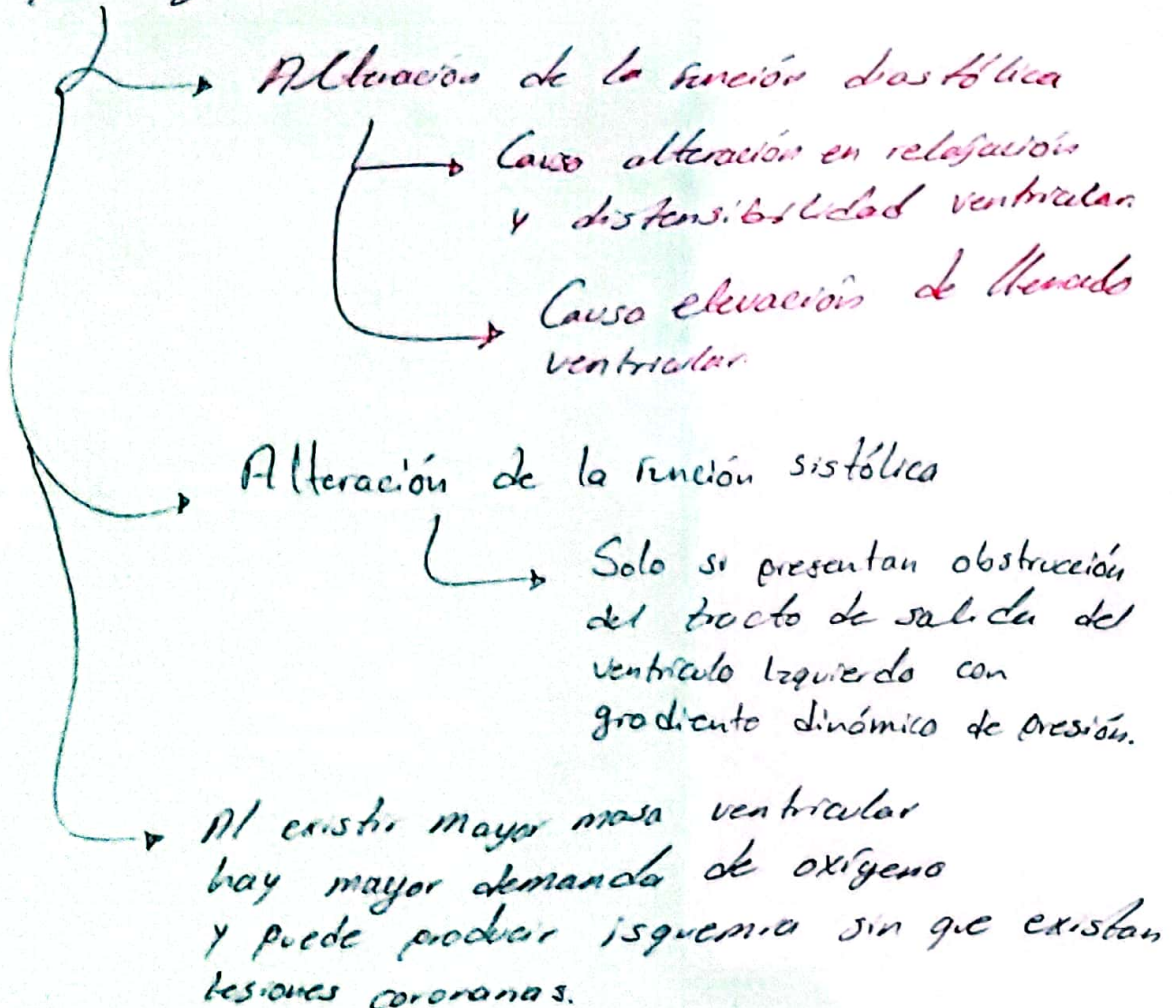 Alteración de la función diastólica
Causa alteración en relajación
y distensibilidad ventricular.
Causa elevación de llenado
ventricular.
Alteración de la función sistólica
Solo si presentan obstrucción
del tracto de salida del
ventrículo Izquierdo con
gradiente dinámico de presión.
Al existir mayor masa ventricular
hay mayor demanda de oxígeno
y puede producir isquemia sin que existan
lesiones coronarias.